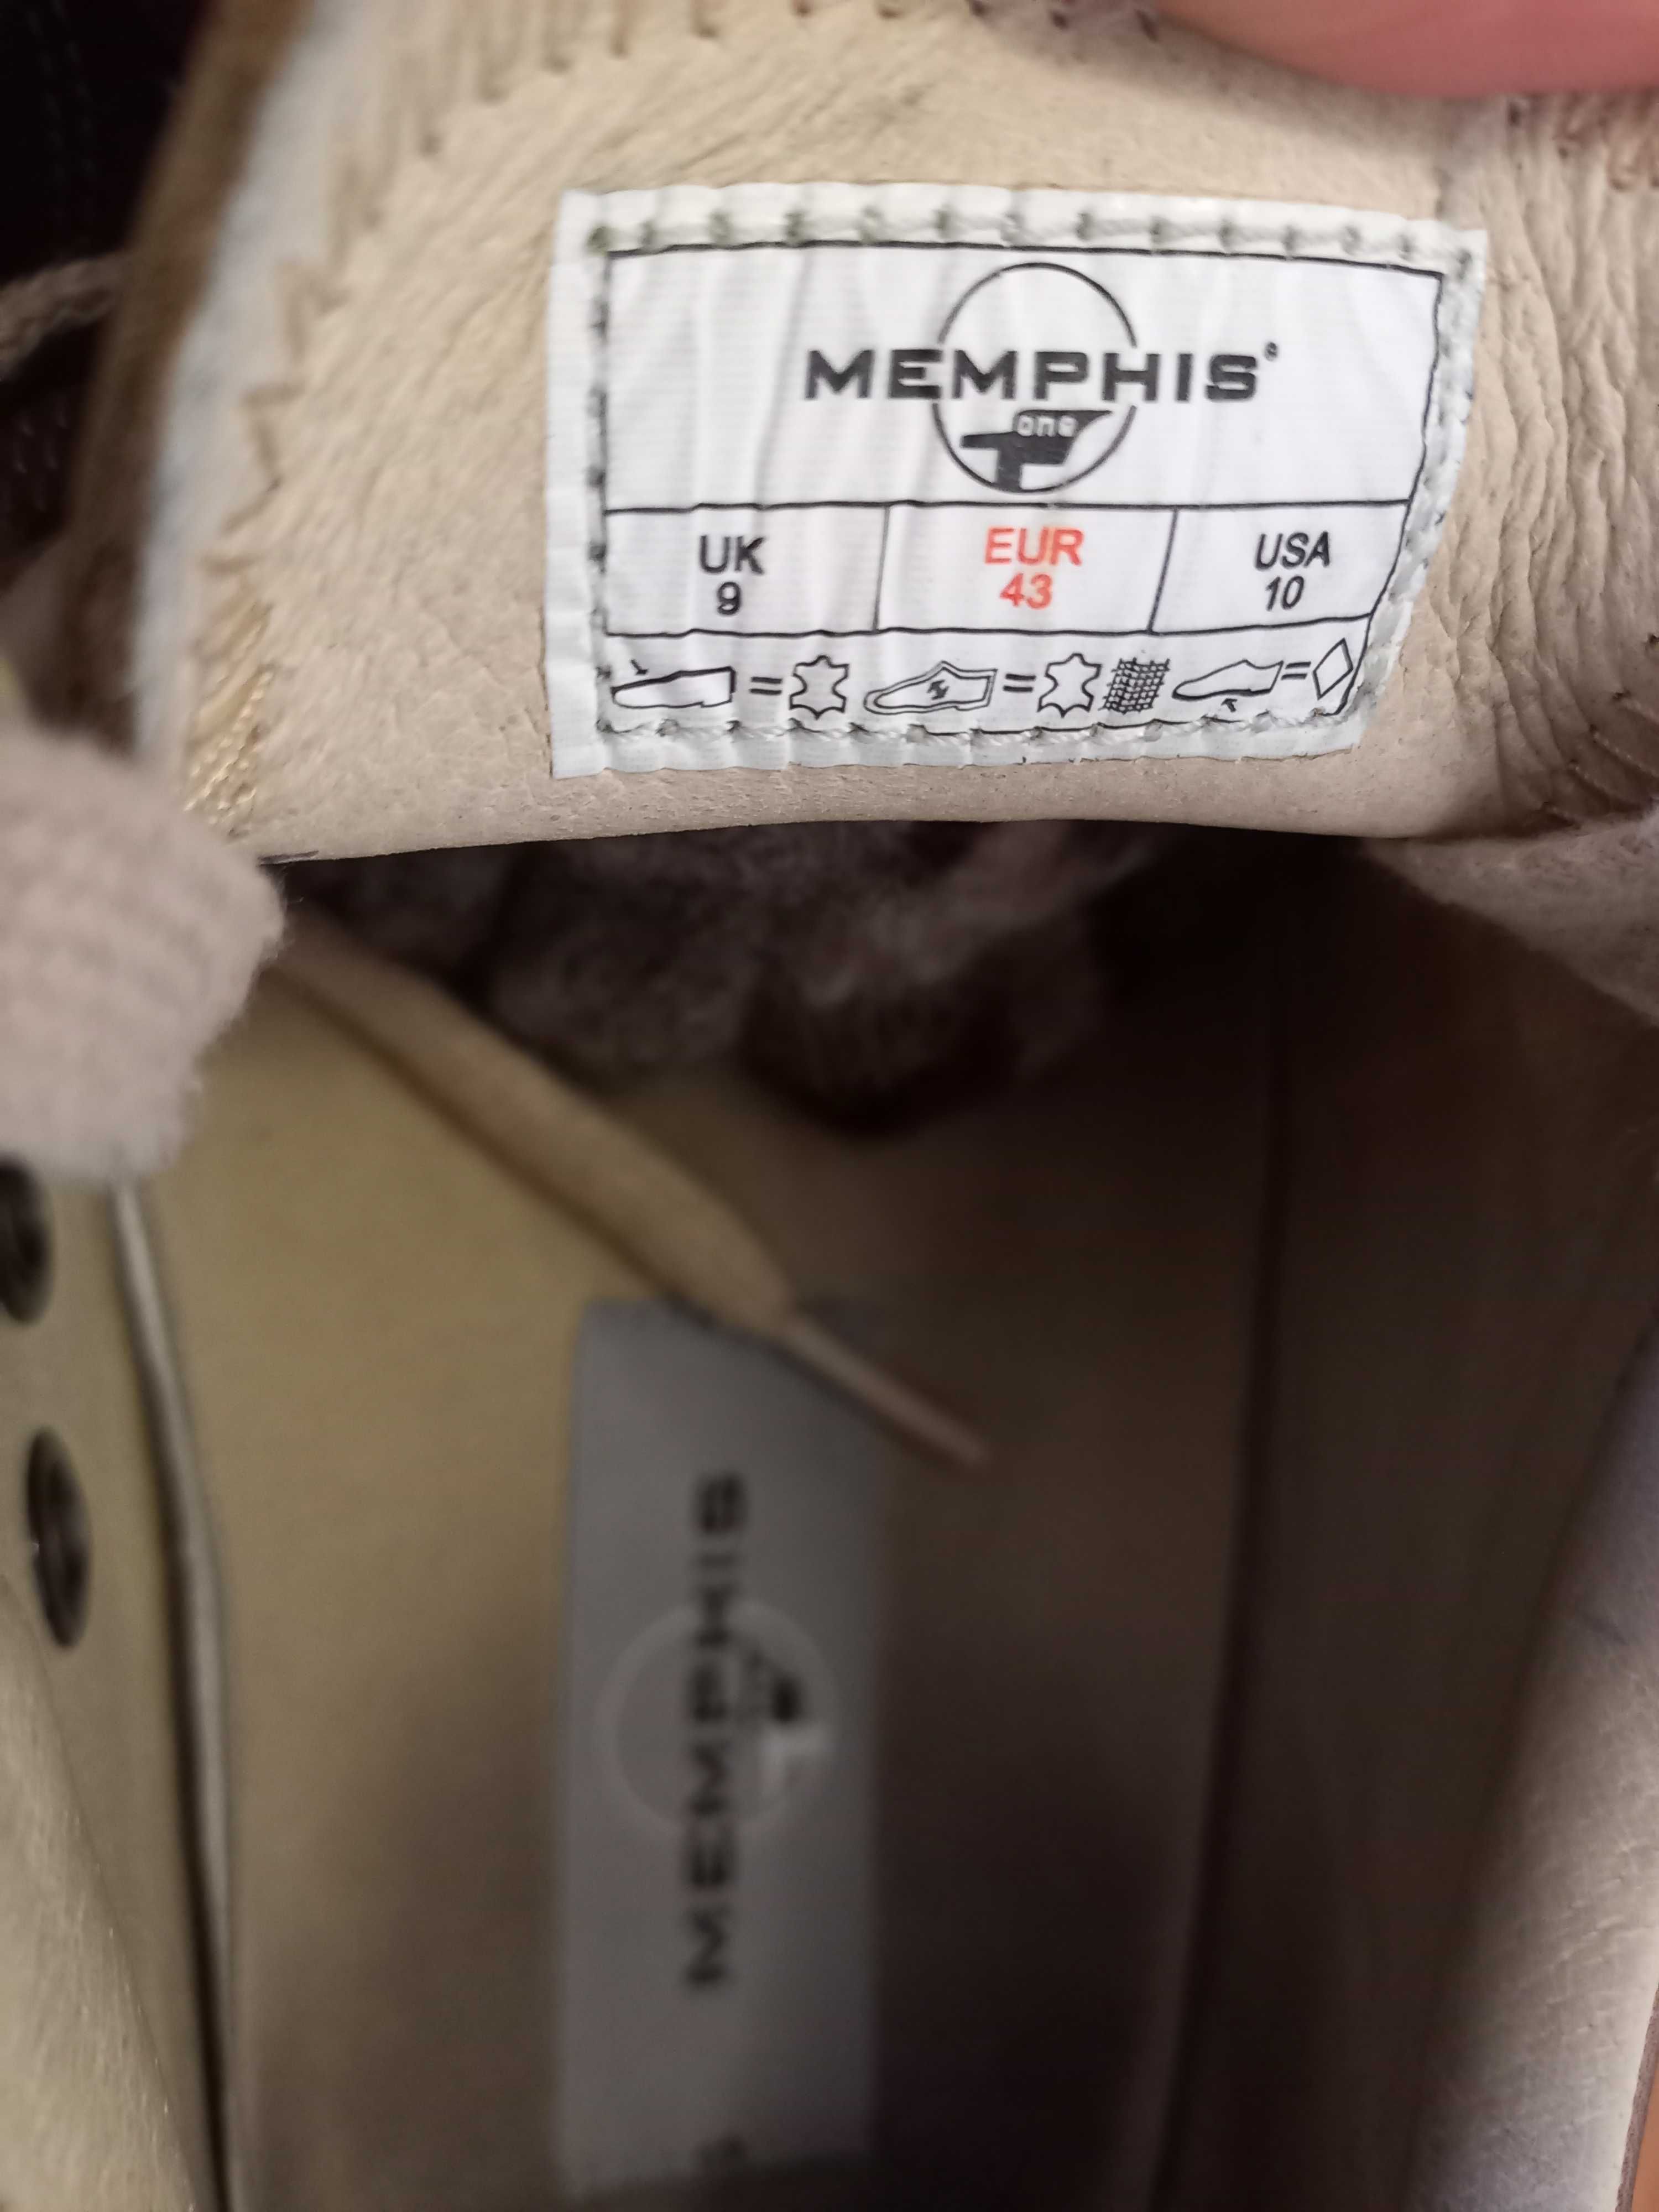 MEMPHIS®
one
UK EUR USA
9 43 10
MEMPHIS